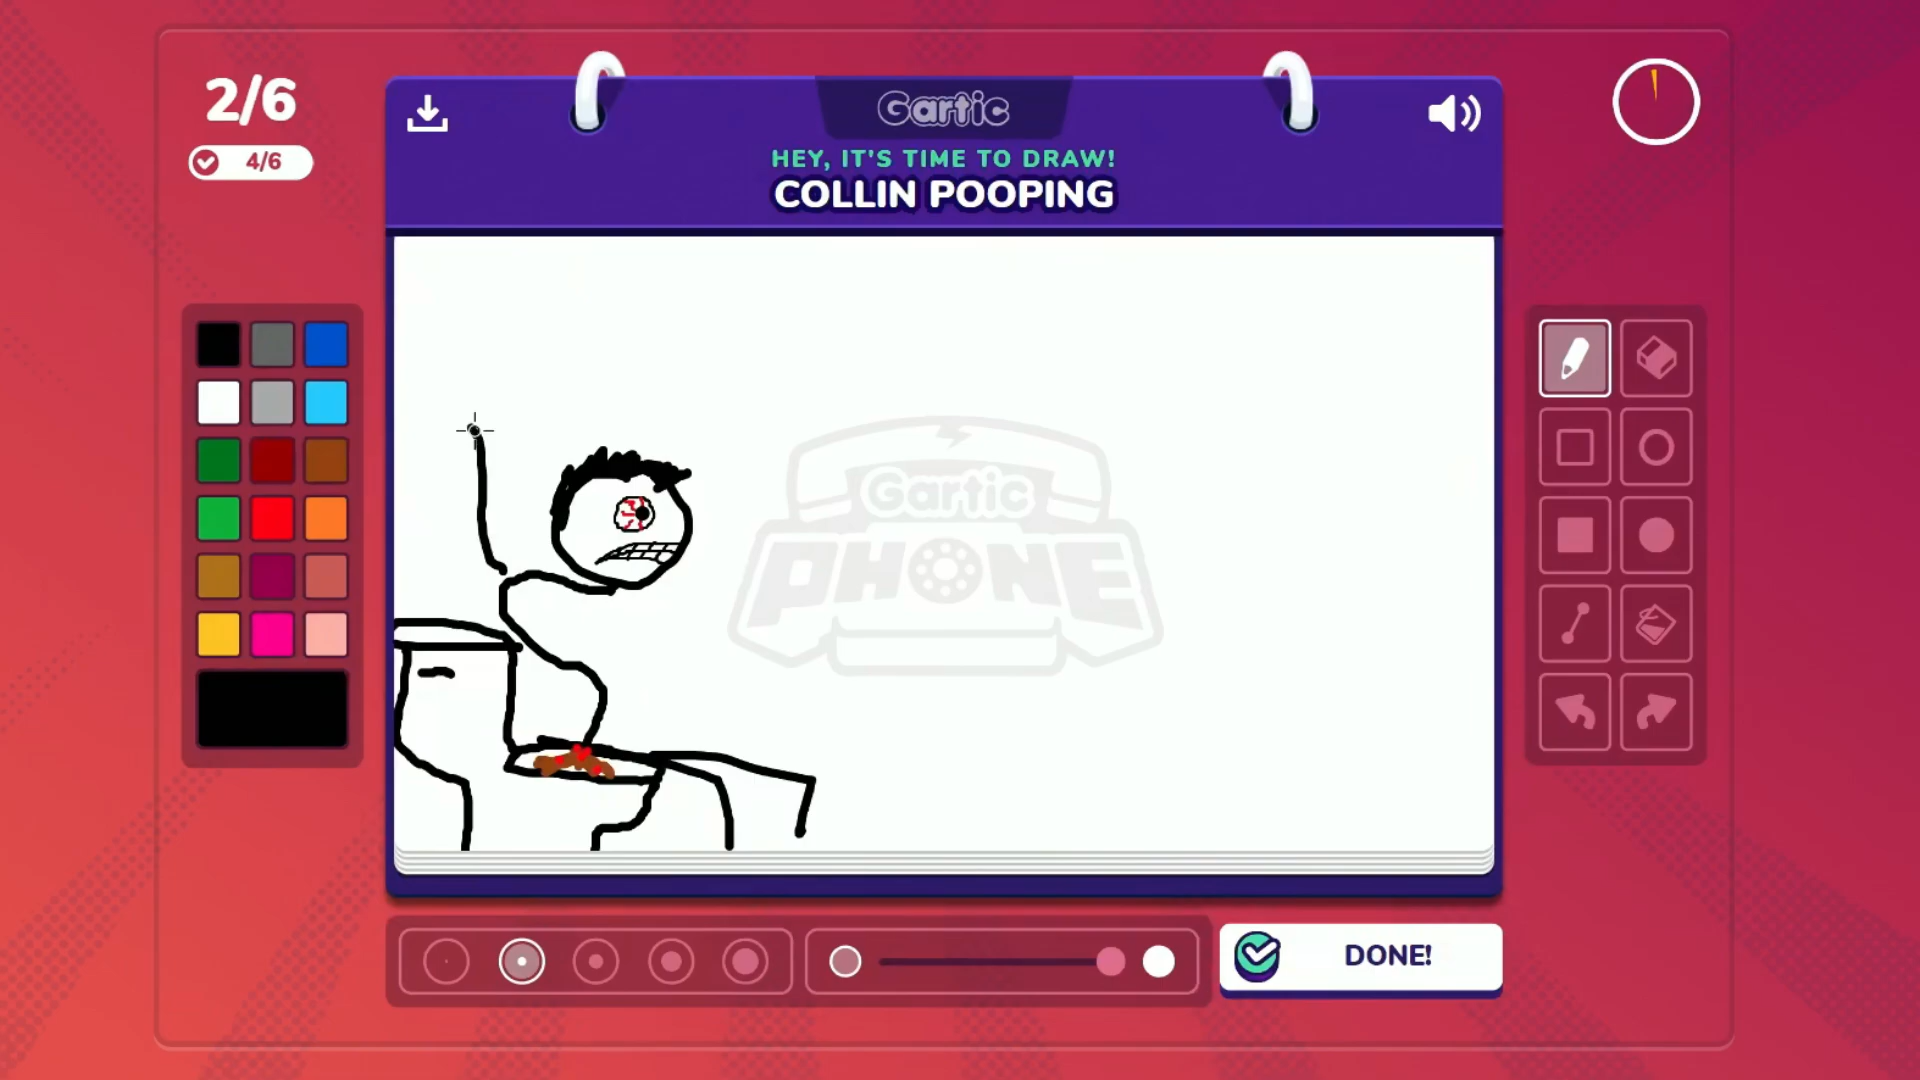 2/6
4/6
Gartic
HEY, IT'S TIME TO DRAW!
COLLIN POOPING
Gartic
PHONE
DONE!